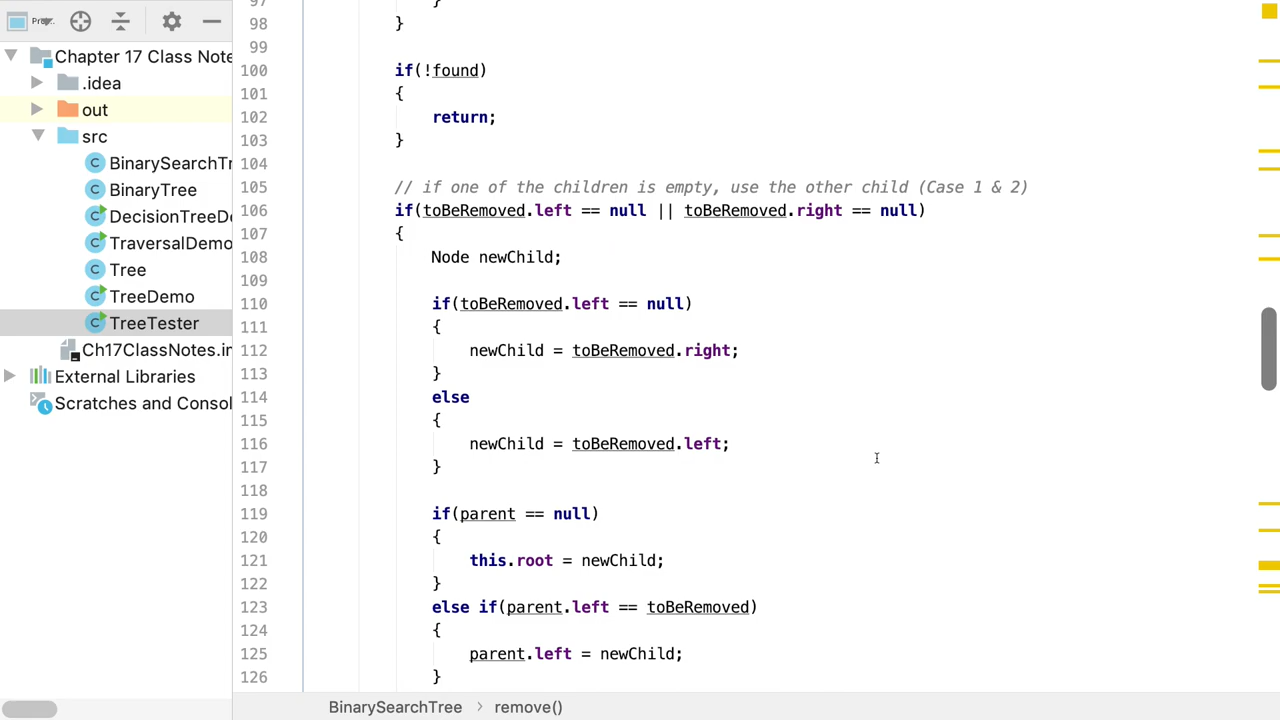 Pro...
Chapter 17 Class Note
.idea
out
src
BinarySearchTr
BinaryTree
DecisionTreeDe
TraversalDemo
Tree
TreeDemo
TreeTester
Ch17ClassNotes.im
External Libraries
Scratches and Consol
97 }
98 }
99
100 if(!found)
101 {
102 return;
103 }
104
105 // if one of the children is empty, use the other child (Case 1 & 2)
106 if(toBeRemoved.left == null || toBeRemoved.right == null)
107 {
108 Node newChild;
109
110 if(toBeRemoved.left == null)
111 {
112 newChild = toBeRemoved.right;
113 }
114 else
115 {
116 newChild = toBeRemoved.left;
117 }
118
119 if(parent == null)
120 {
121 this.root = newChild;
122 }
123 else if(parent.left == toBeRemoved)
124 {
125 parent.left = newChild;
126 }
BinarySearchTree > remove()